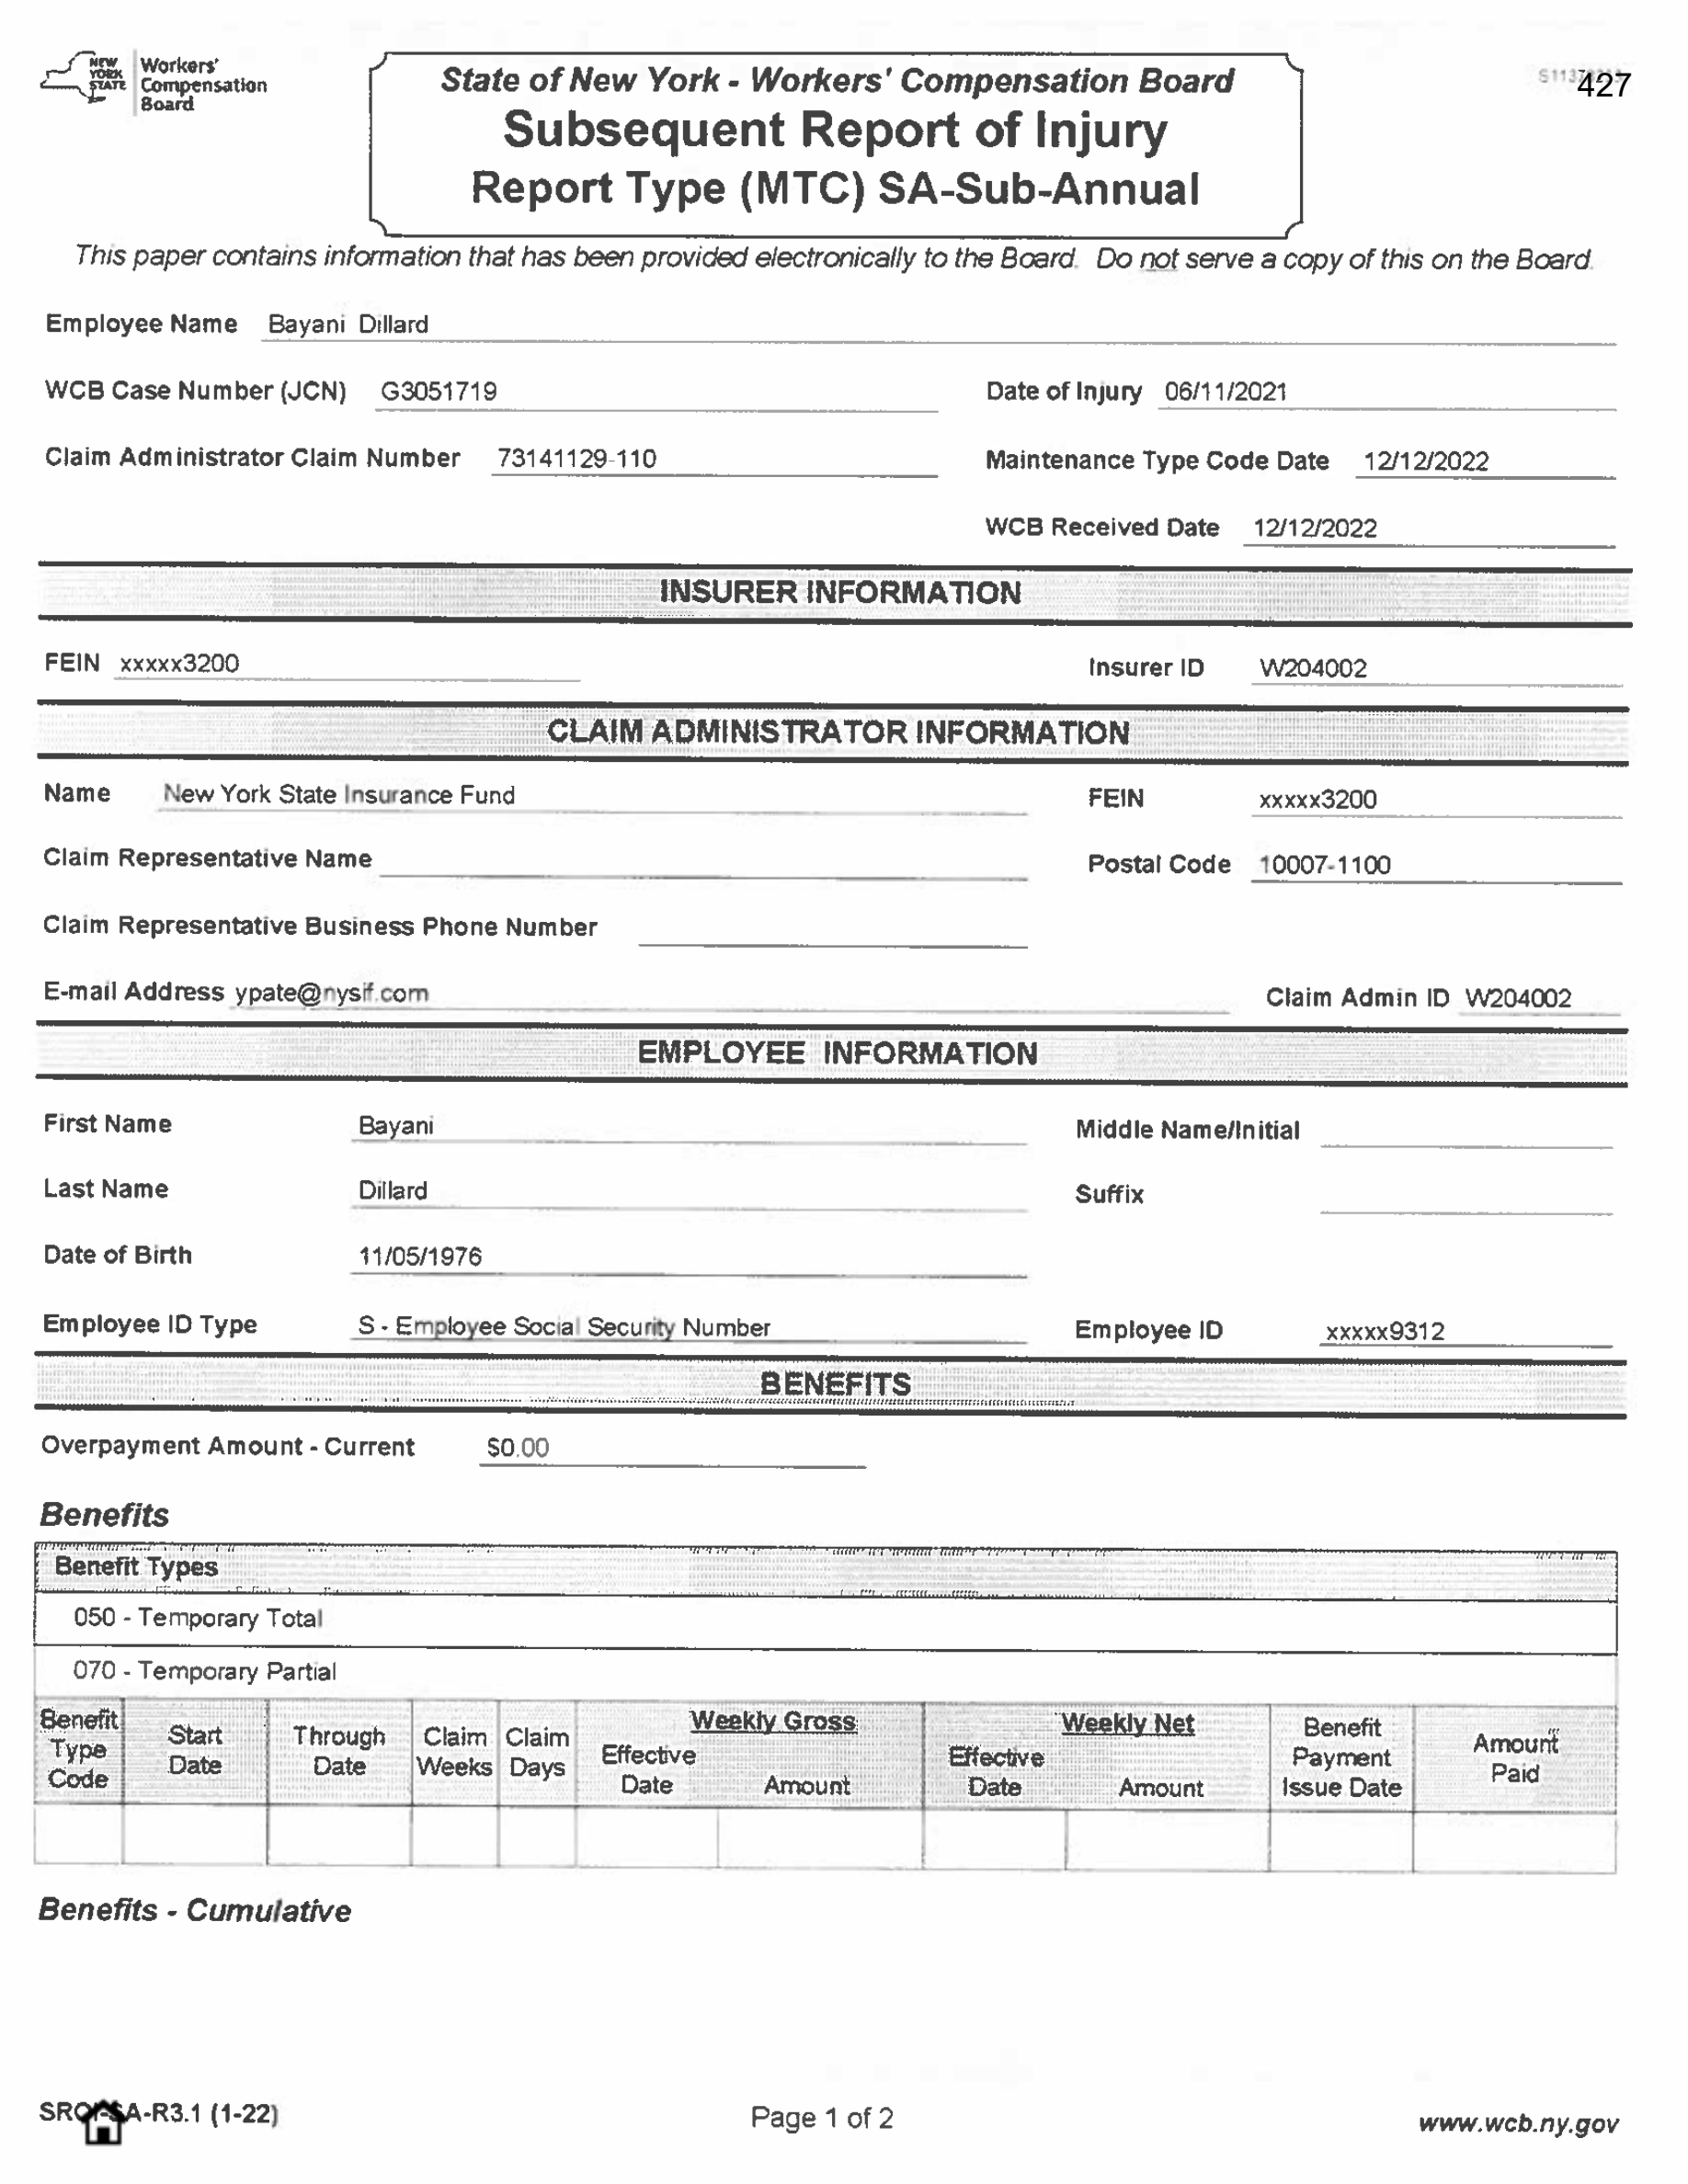 NEW YORK STATE
Workers' Compensation Board
State of New York - Workers' Compensation Board
Subsequent Report of Injury
Report Type (MTC) SA-Sub-Annual
427
This paper contains information that has been provided electronically to the Board. Do not serve a copy of this on the Board.
Employee Name Bayani Dillard
WCB Case Number (JCN) G3051719 Date of Injury 06/11/2021
Claim Administrator Claim Number 73141129-110 Maintenance Type Code Date 12/12/2022
WCB Received Date 12/12/2022
INSURER INFORMATION
FEIN xxxxx3200 Insurer ID W204002
CLAIM ADMINISTRATOR INFORMATION
Name New York State Insurance Fund FEIN xxxxx3200
Claim Representative Name Postal Code 10007-1100
Claim Representative Business Phone Number
E-mail Address ypate@nysif.com Claim Admin ID W204002
EMPLOYEE INFORMATION
First Name Bayani Middle Name/Initial
Last Name Dillard Suffix
Date of Birth 11/05/1976
Employee ID Type S - Employee Social Security Number Employee ID xxxxx9312
BENEFITS
Overpayment Amount - Current $0.00
Benefits
Benefit Types
050 - Temporary Total
070 - Temporary Partial
Benefit Type Code Start Date Through Date Claim Weeks Claim Days Weekly Gross Effective Date Amount Weekly Net Effective Date Amount Benefit Payment Issue Date Amount Paid
Benefits - Cumulative
SROI-SA-R3.1 (1-22) Page 1 of 2 www.wcb.ny.gov